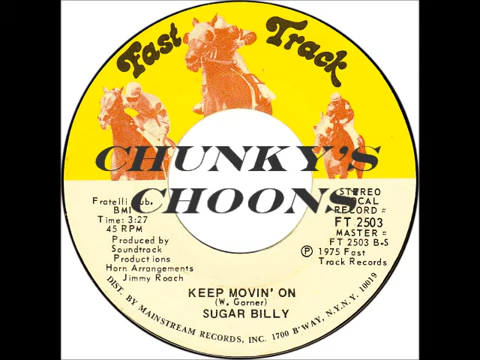 Fast Track
CHUNKY'S
CHOONS
Fratelli
BMI
Time: 3:27
45 RPM
Produced by
Soundtrack
Productions
Horn Arrangements
Jimmy Roach
STEREO
RECORD #
FT 2503
MASTER #
FT 2503 B-S
℗ 1975 Fast
Track Records
KEEP MOVIN' ON
(W. Garner)
SUGAR BILLY
DIST. BY MAINSTREAM RECORDS, INC. 1700 B'WAY, N.Y.N.Y. 10019